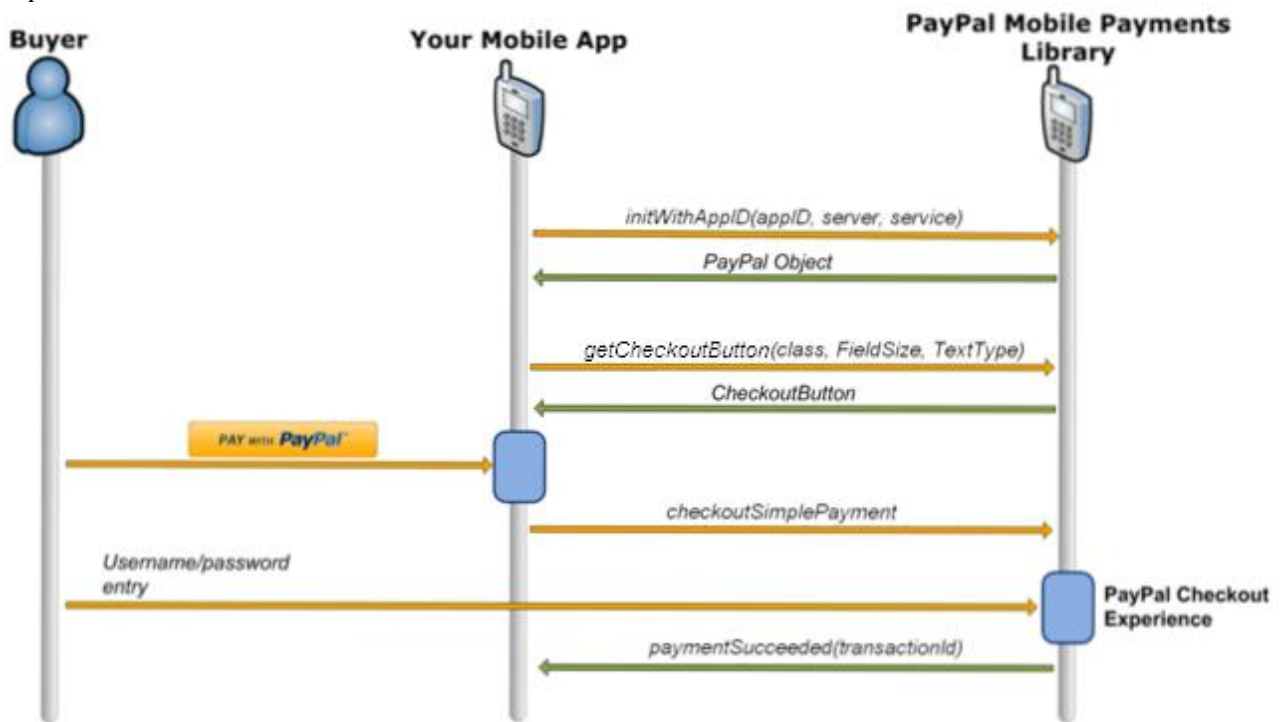 Buyer
Your Mobile App
PayPal Mobile Payments
Library
initWithAppID(appID, server, service)
PayPal Object
getCheckoutButton(class, FieldSize, TextType)
CheckoutButton
PAY WITH PayPal
checkoutSimplePayment
Username/password
entry
PayPal Checkout
Experience
paymentSucceeded(transactionId)